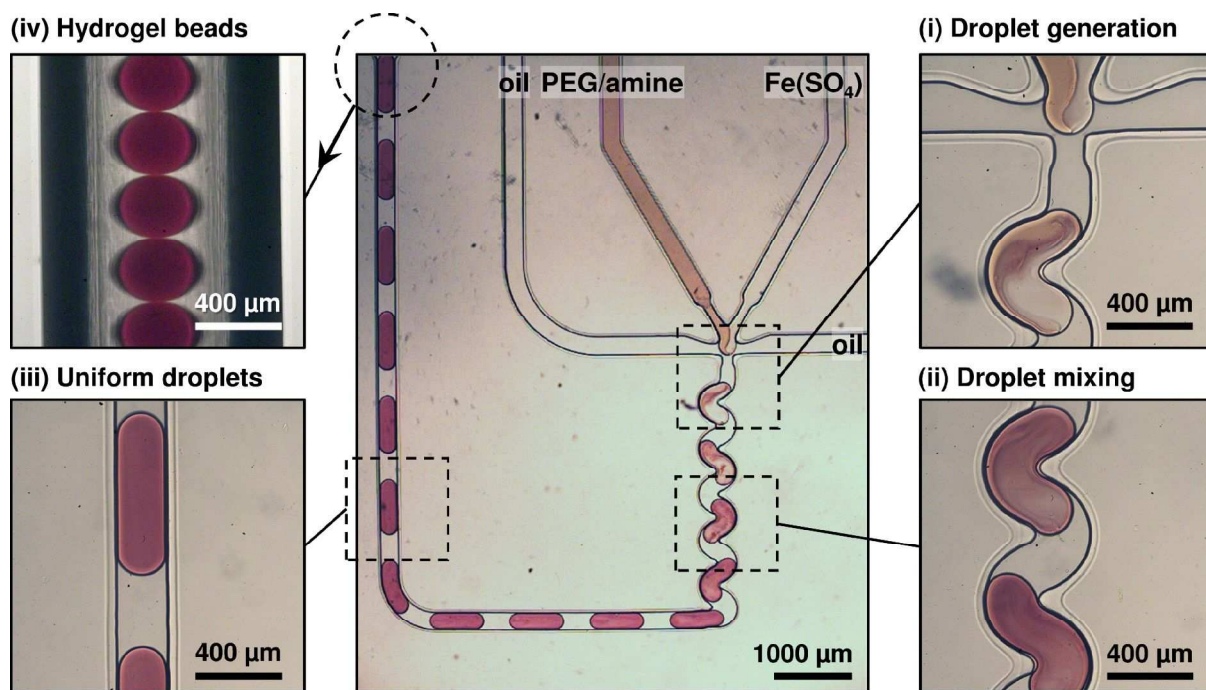 (iv) Hydrogel beads
(i) Droplet generation
oil PEG/amine Fe(SO₄)
400 µm
400 µm
oil
(iii) Uniform droplets
(ii) Droplet mixing
400 µm
1000 µm
400 µm